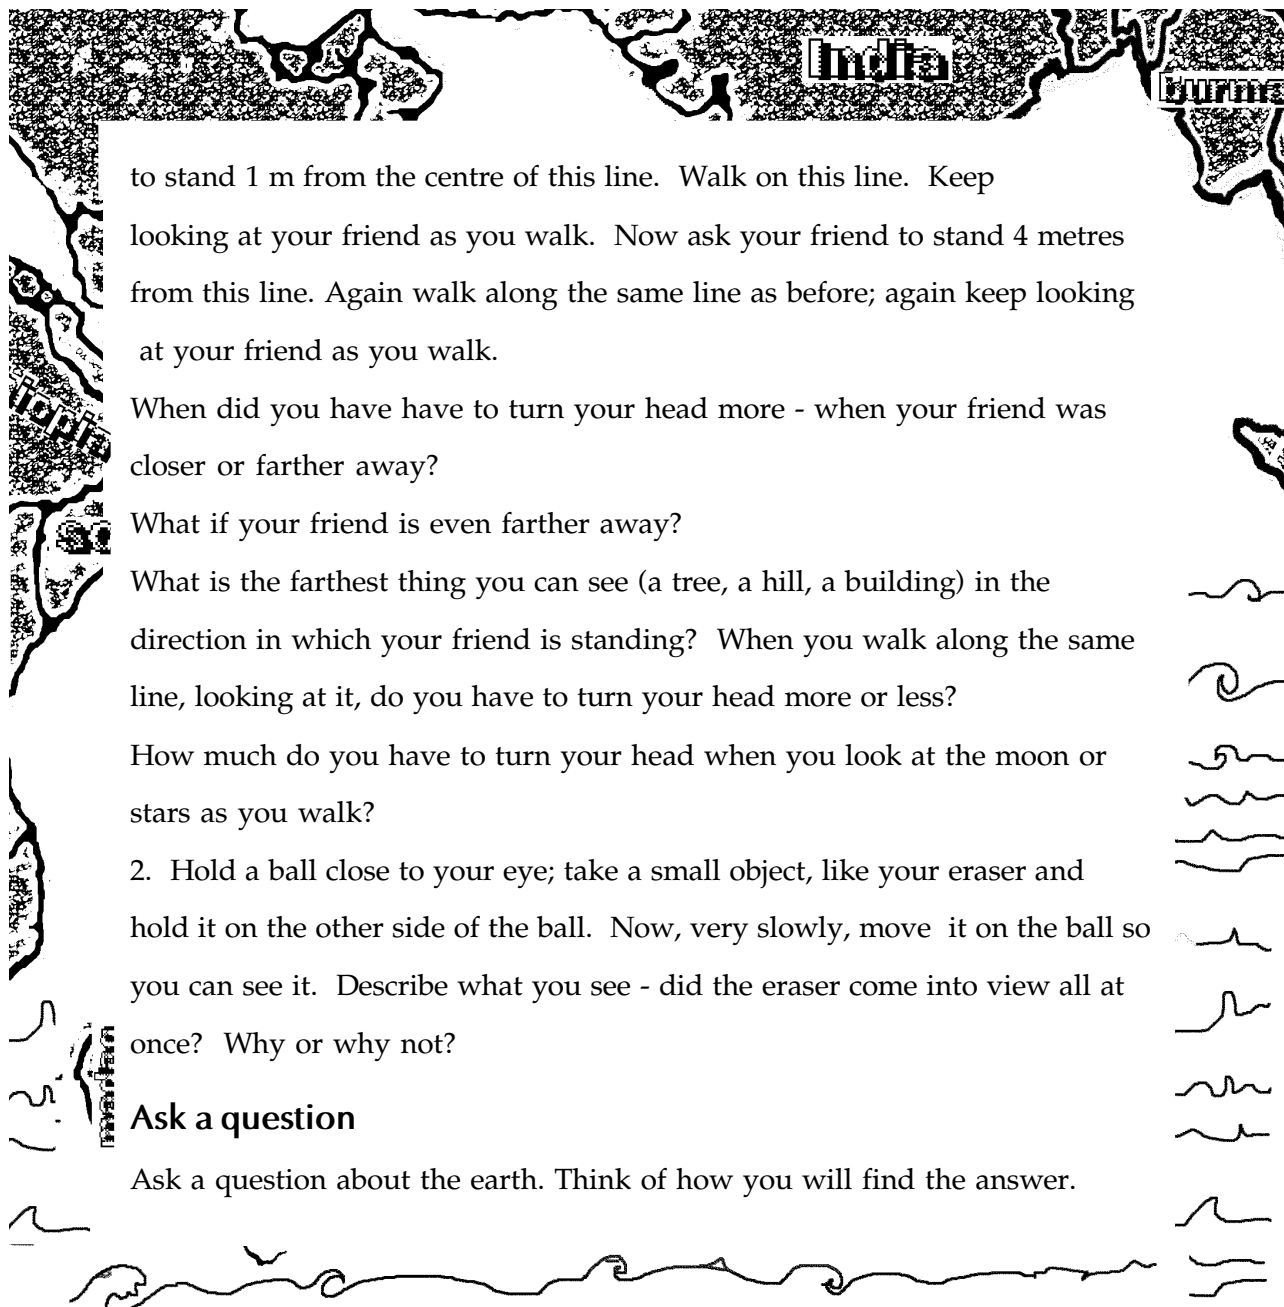 India
burma
to stand 1 m from the centre of this line. Walk on this line. Keep
looking at your friend as you walk. Now ask your friend to stand 4 metres
from this line. Again walk along the same line as before; again keep looking
at your friend as you walk.
When did you have have to turn your head more - when your friend was
closer or farther away?
What if your friend is even farther away?
What is the farthest thing you can see (a tree, a hill, a building) in the
direction in which your friend is standing? When you walk along the same
line, looking at it, do you have to turn your head more or less?
How much do you have to turn your head when you look at the moon or
stars as you walk?
2. Hold a ball close to your eye; take a small object, like your eraser and
hold it on the other side of the ball. Now, very slowly, move it on the ball so
you can see it. Describe what you see - did the eraser come into view all at
once? Why or why not?
Ask a question
Ask a question about the earth. Think of how you will find the answer.